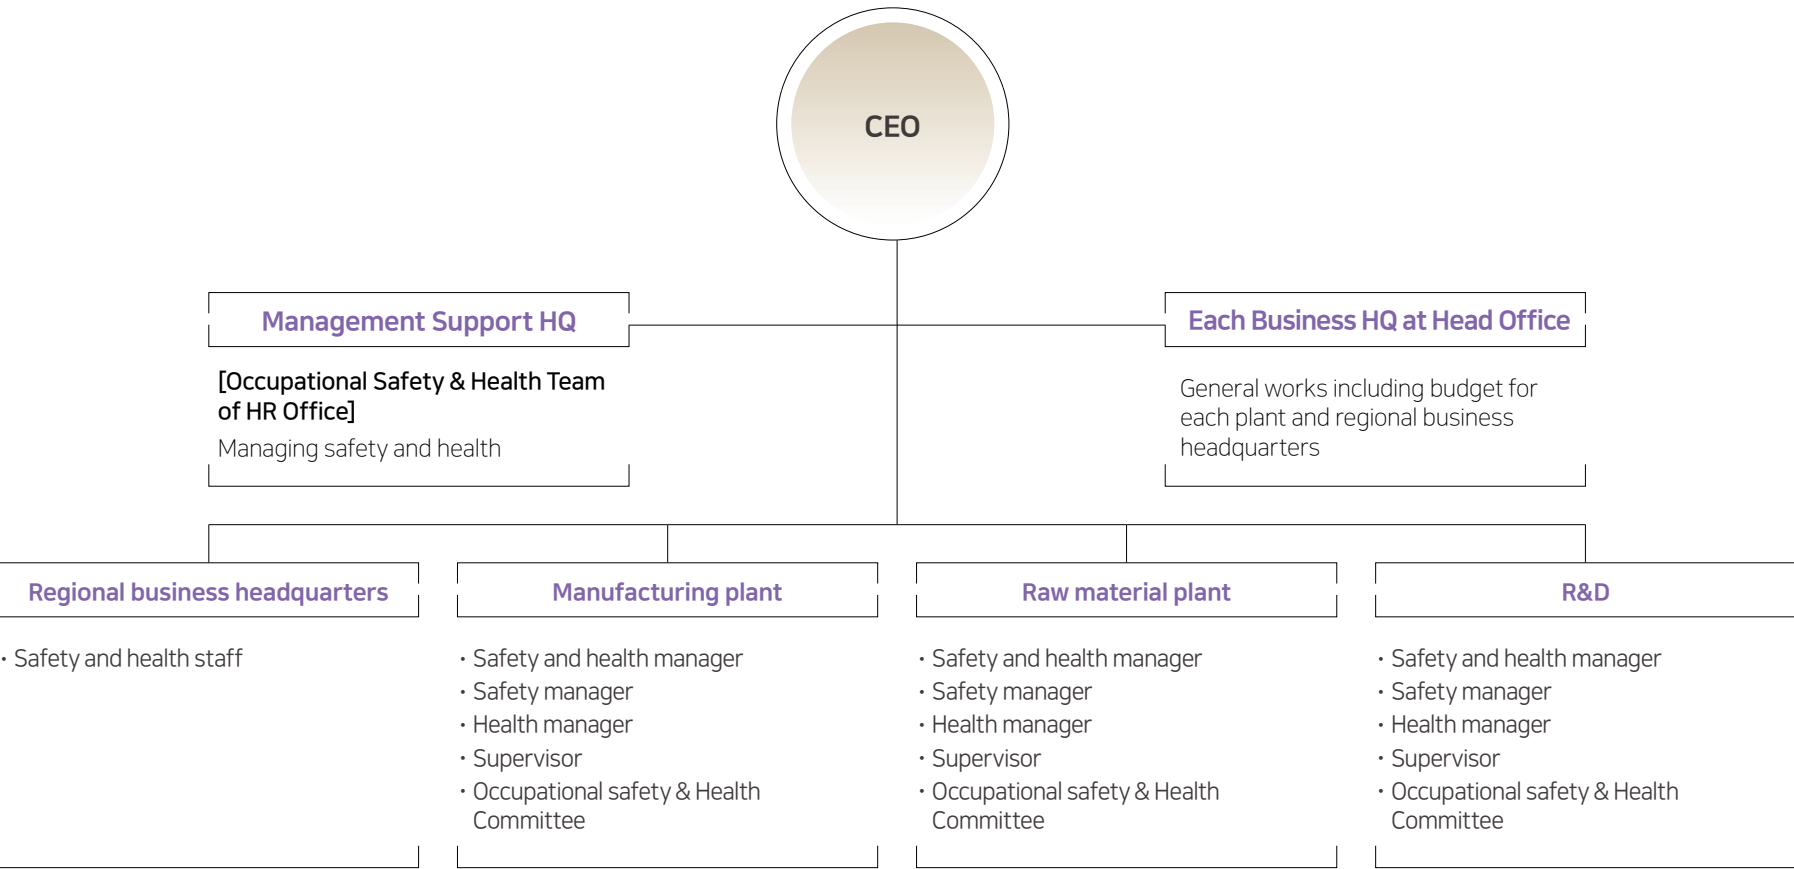 CEO
Management Support HQ
[Occupational Safety & Health Team
of HR Office]
Managing safety and health
Each Business HQ at Head Office
General works including budget for
each plant and regional business
headquarters
Regional business headquarters
· Safety and health staff
Manufacturing plant
· Safety and health manager
· Safety manager
· Health manager
· Supervisor
· Occupational safety & Health
Committee
Raw material plant
· Safety and health manager
· Safety manager
· Health manager
· Supervisor
· Occupational safety & Health
Committee
R&D
· Safety and health manager
· Safety manager
· Health manager
· Supervisor
· Occupational safety & Health
Committee